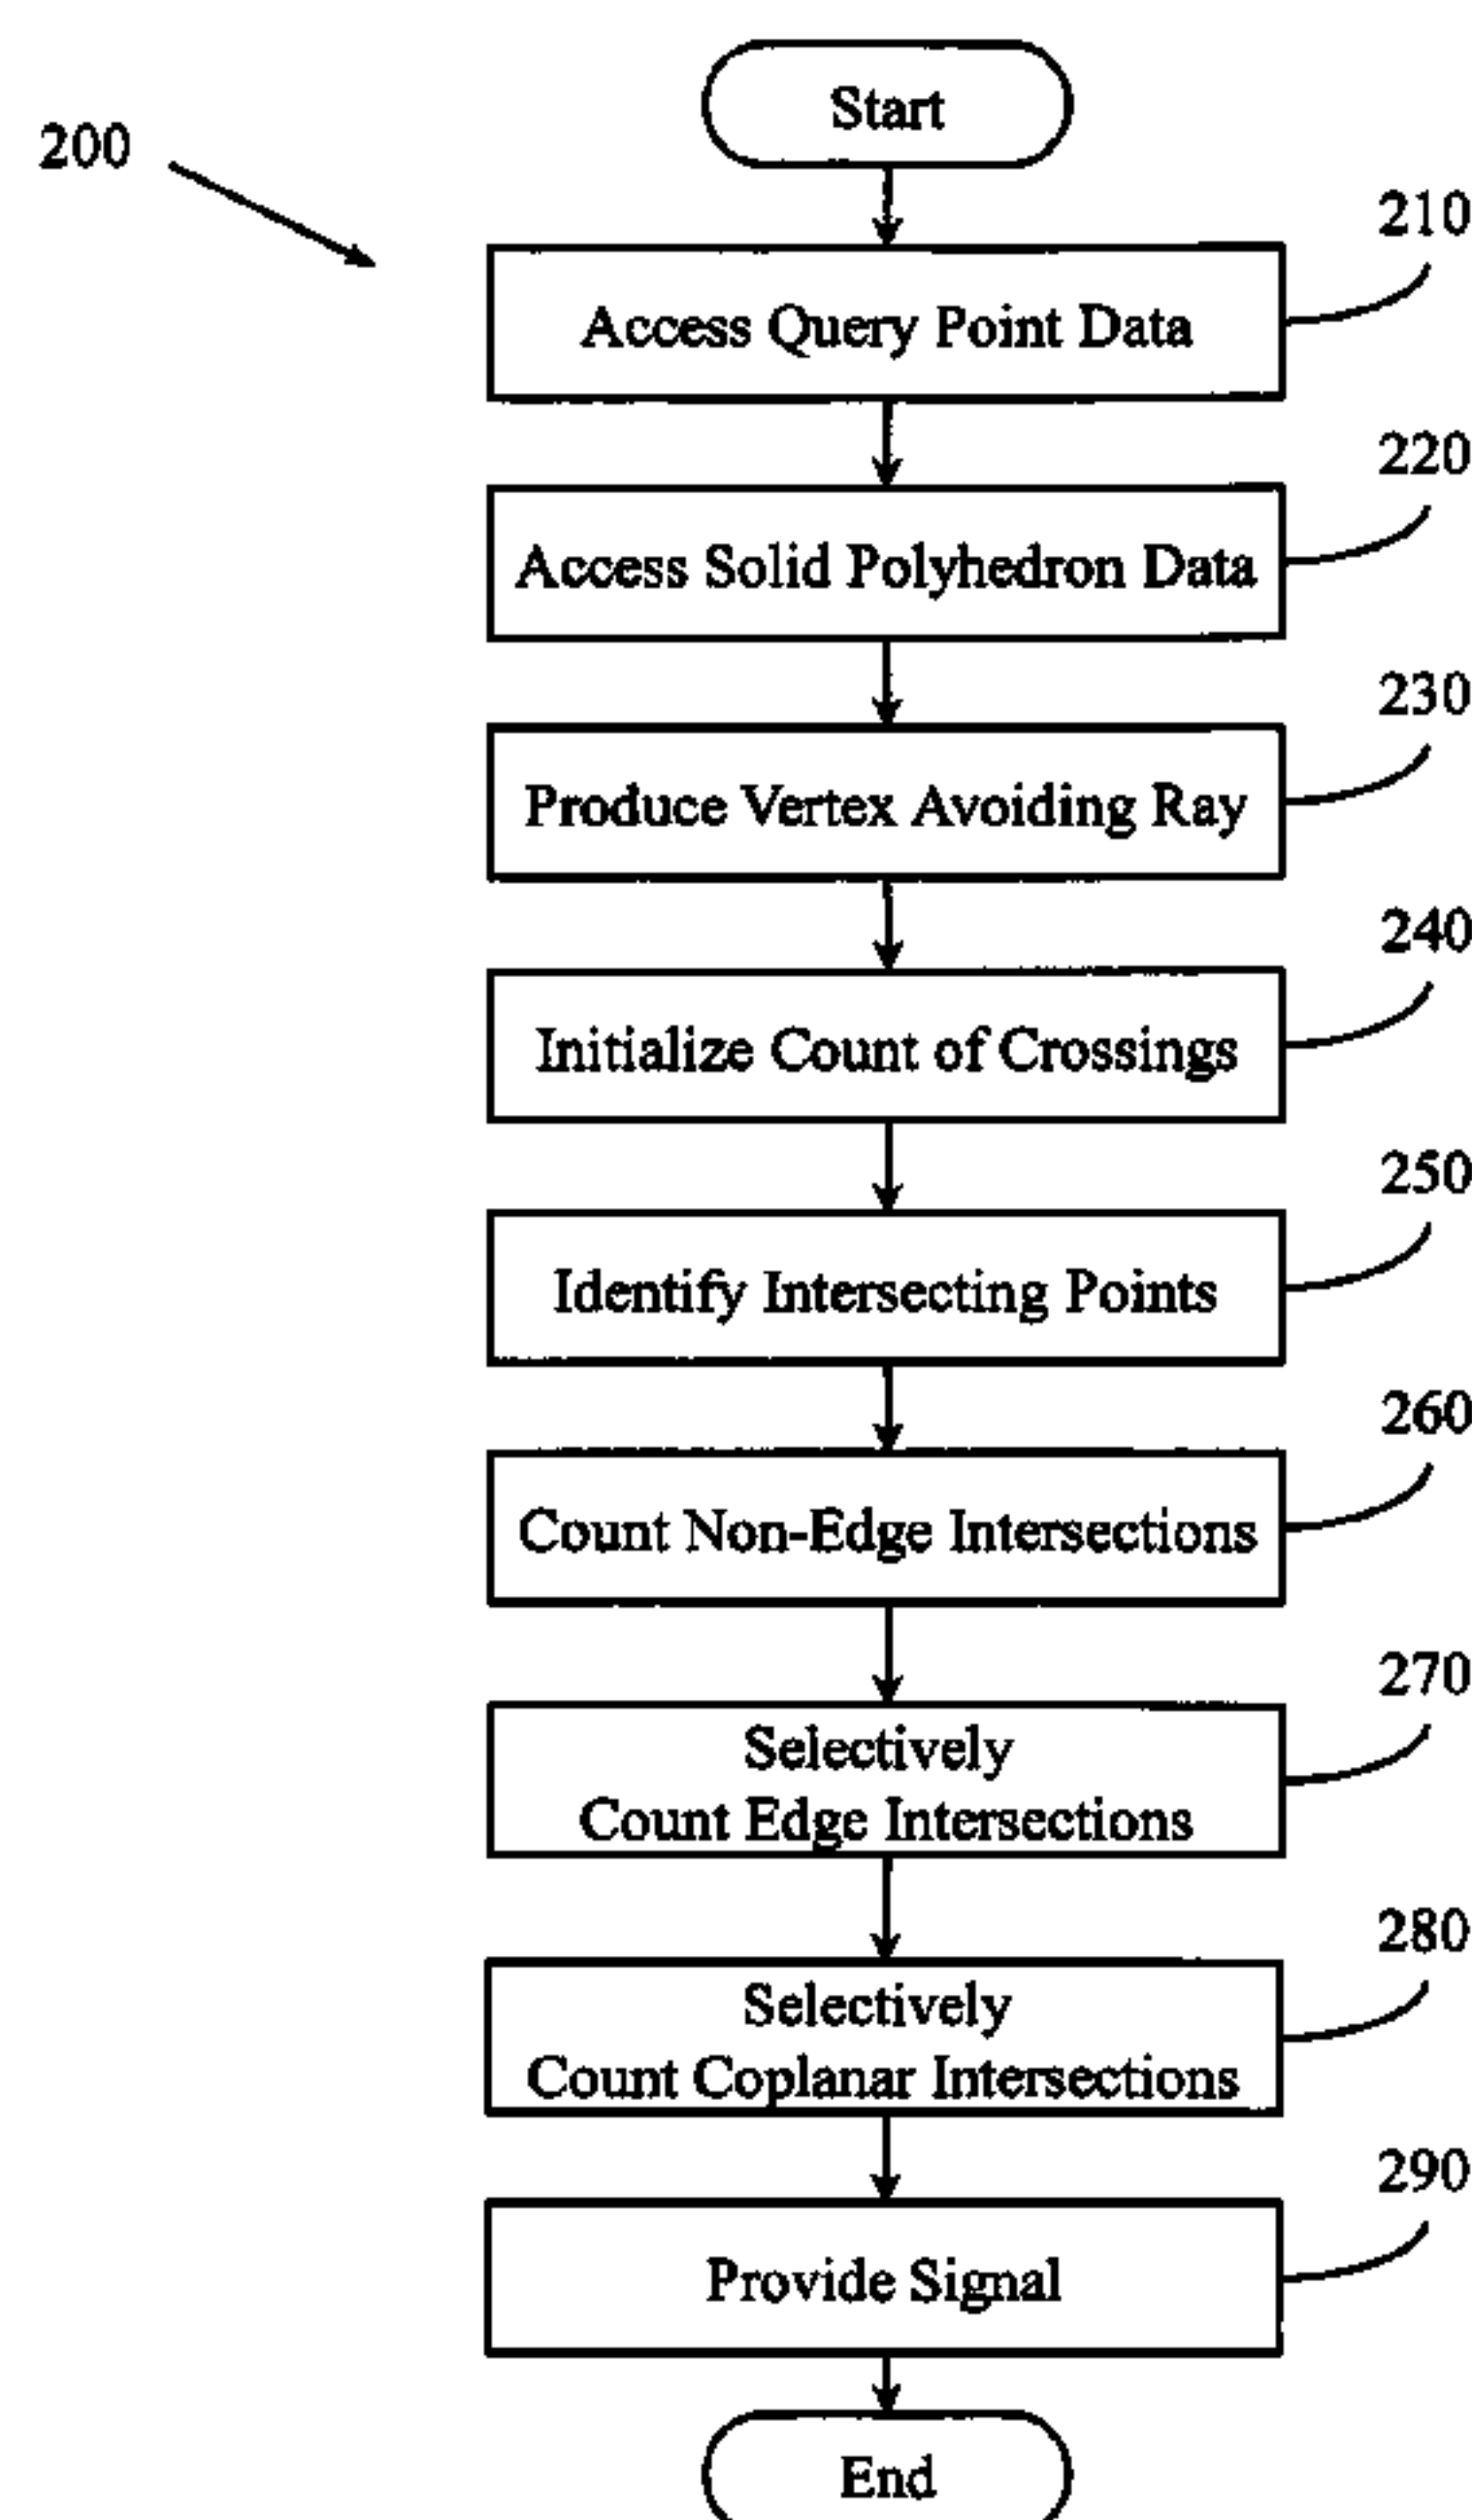 Start
200
210
Access Query Point Data
220
Access Solid Polyhedron Data
230
Produce Vertex Avoiding Ray
240
Initialize Count of Crossings
250
Identify Intersecting Points
260
Count Non-Edge Intersections
270
Selectively
Count Edge Intersections
280
Selectively
Count Coplanar Intersections
290
Provide Signal
End